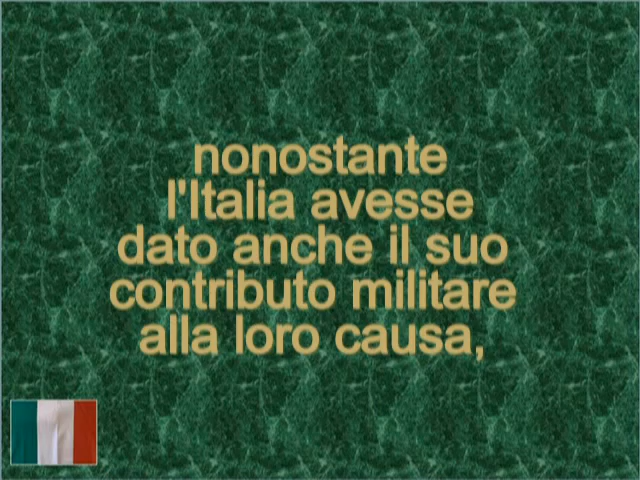 nonostante
l'Italia avesse
dato anche il suo
contributo militare
alla loro causa,